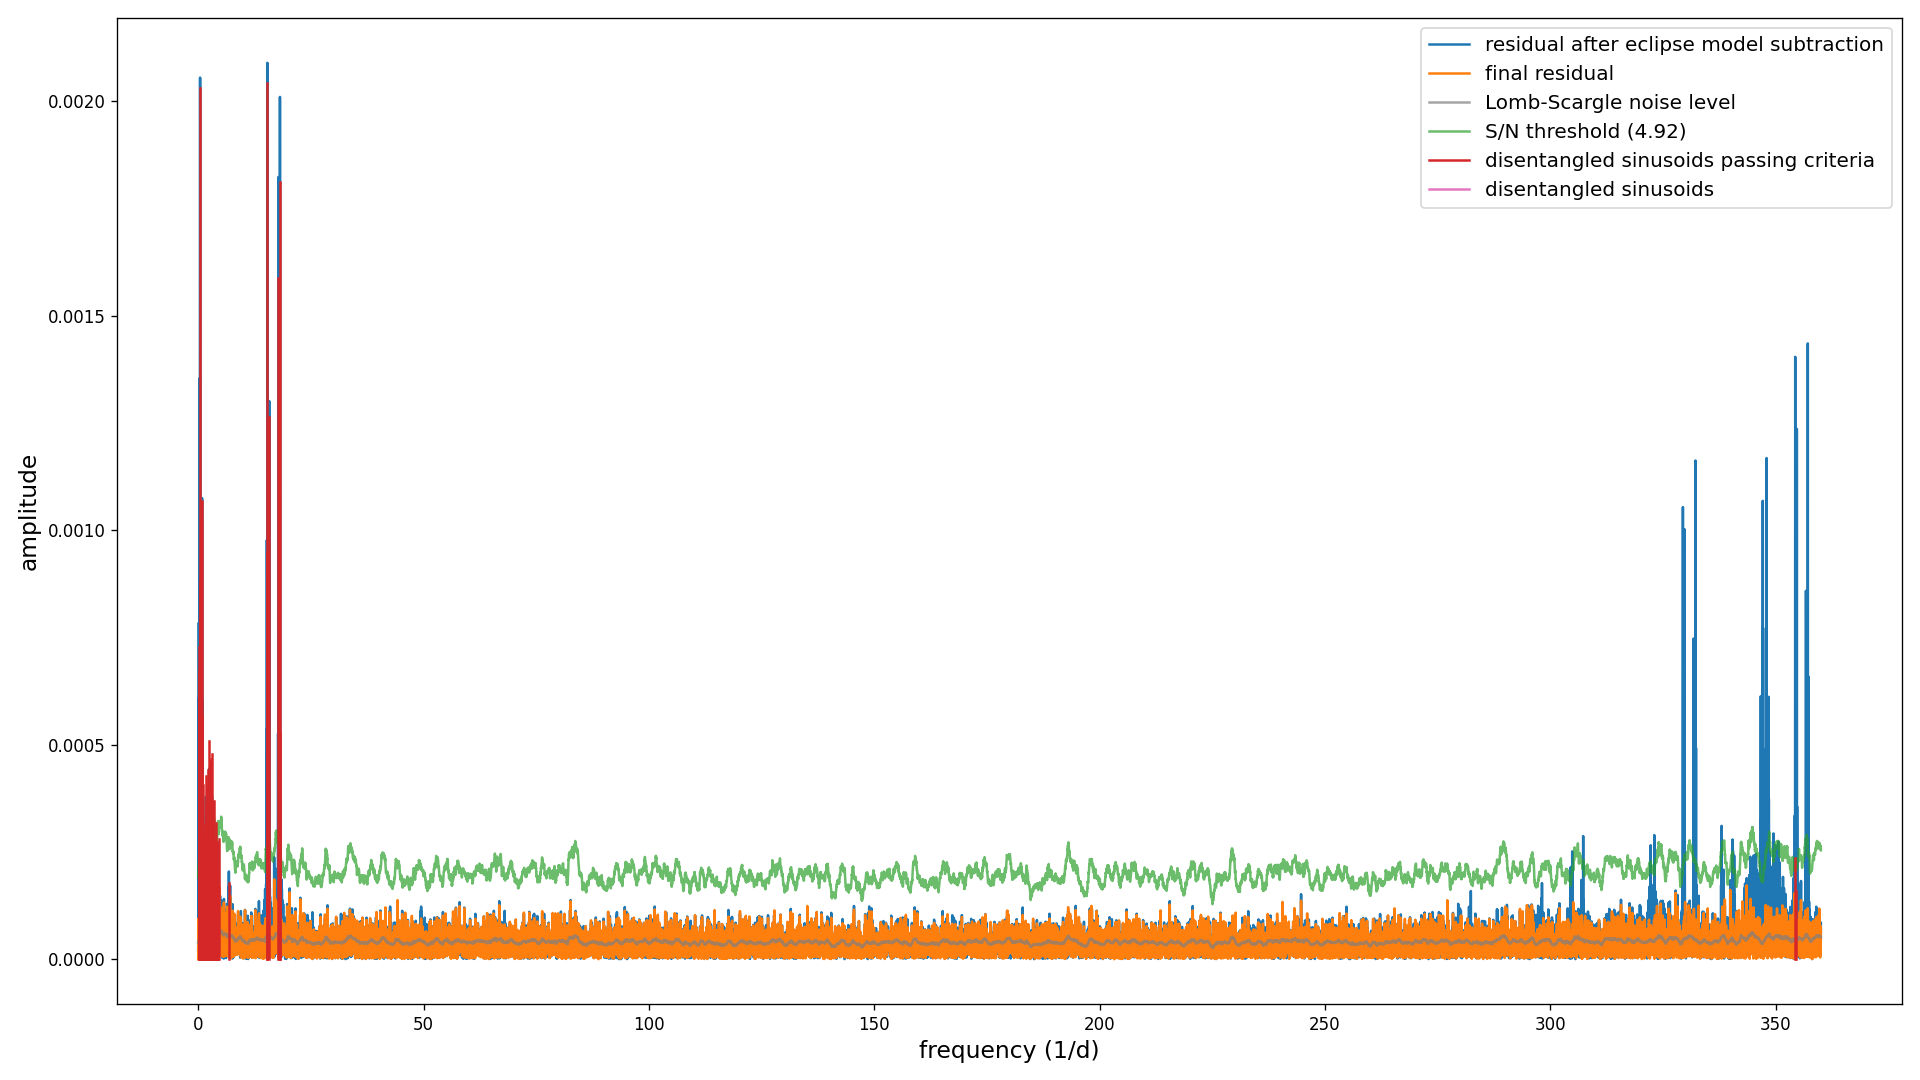 residual after eclipse model subtraction
final residual
Lomb-Scargle noise level
S/N threshold (4.92)
disentangled sinusoids passing criteria
disentangled sinusoids
amplitude
0.0020
0.0015
0.0010
0.0005
0.0000
0 50 100 150 200 250 300 350
frequency (1/d)